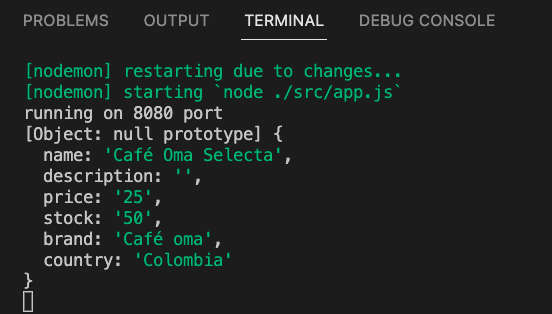 PROBLEMS OUTPUT TERMINAL DEBUG CONSOLE
[nodemon] restarting due to changes...
[nodemon] starting `node ./src/app.js`
running on 8080 port
[Object: null prototype] {
  name: 'Café Oma Selecta',
  description: '',
  price: '25',
  stock: '50',
  brand: 'Café oma',
  country: 'Colombia'
}